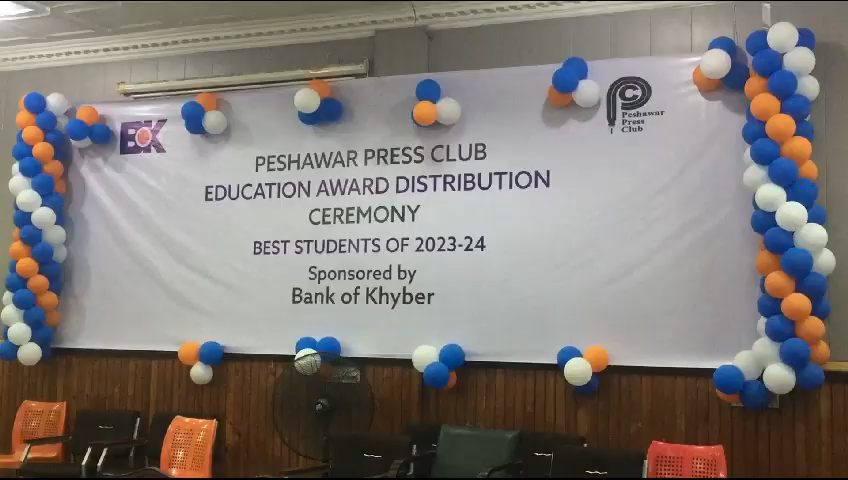 BOK
Peshawar
Press
Club
PESHAWAR PRESS CLUB
EDUCATION AWARD DISTRIBUTION
CEREMONY
BEST STUDENTS OF 2023-24
Sponsored by
Bank of Khyber